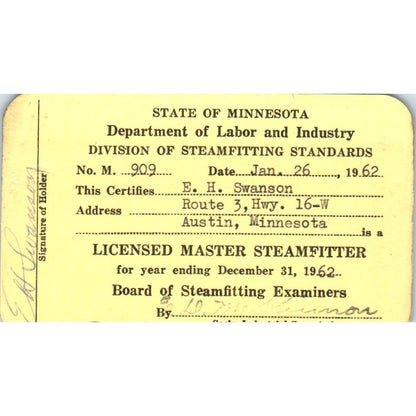 STATE OF MINNESOTA
Department of Labor and Industry
DIVISION OF STEAMFITTING STANDARDS
No. M. 909 Date Jan. 26, 1962
This Certifies E. H. Swanson
Address Route 3, Hwy. 16-W
Austin, Minnesota is a
LICENSED MASTER STEAMFITTER
for year ending December 31, 1962
Board of Steamfitting Examiners
By
Signature of Holder
E H Swanson